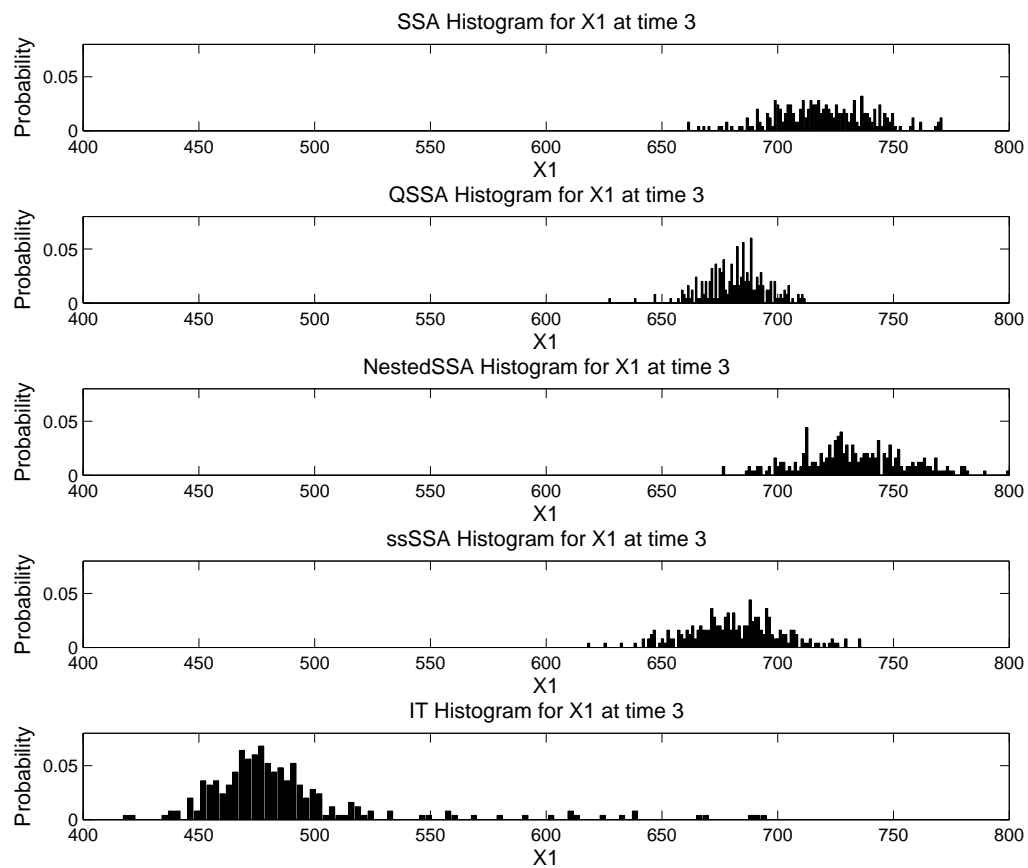 SSA Histogram for X1 at time 3
Probability
0.05
0
400 450 500 550 600 650 700 750 800
X1
QSSA Histogram for X1 at time 3
Probability
0.05
0
400 450 500 550 600 650 700 750 800
X1
NestedSSA Histogram for X1 at time 3
Probability
0.05
0
400 450 500 550 600 650 700 750 800
X1
ssSSA Histogram for X1 at time 3
Probability
0.05
0
400 450 500 550 600 650 700 750 800
X1
IT Histogram for X1 at time 3
Probability
0.05
0
400 450 500 550 600 650 700 750 800
X1